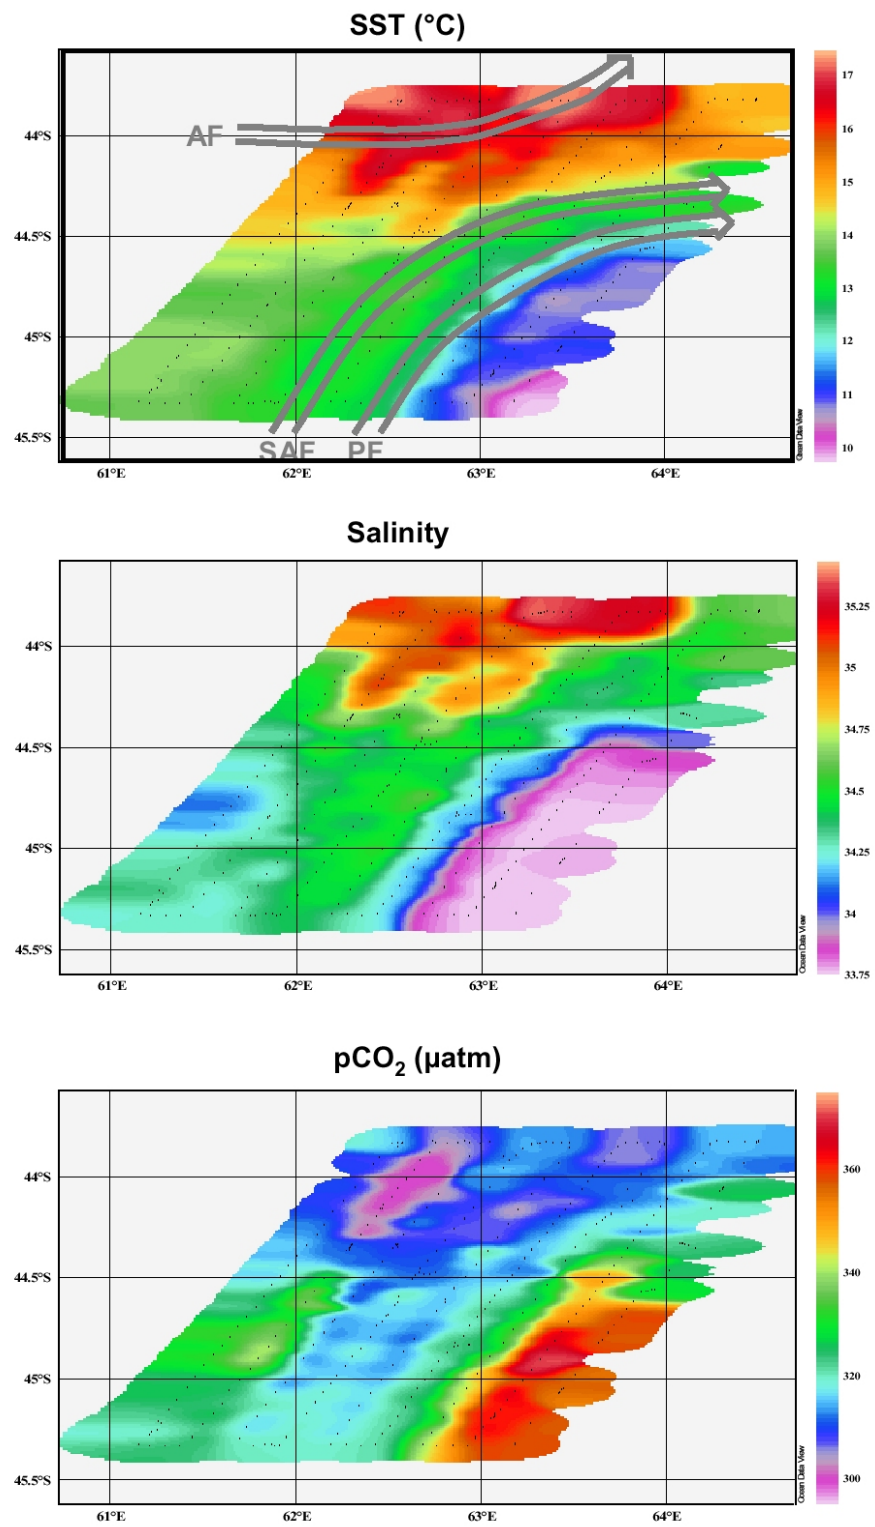 SST (°C)
AF
SAF
PF
44°S
44.5°S
45°S
45.5°S
61°E
62°E
63°E
64°E
17
16
15
14
13
12
11
10
Ocean Data View
Salinity
44°S
44.5°S
45°S
45.5°S
61°E
62°E
63°E
64°E
35.25
35
34.75
34.5
34.25
34
33.75
Ocean Data View
pCO₂ (µatm)
44°S
44.5°S
45°S
45.5°S
61°E
62°E
63°E
64°E
360
340
320
300
Ocean Data View